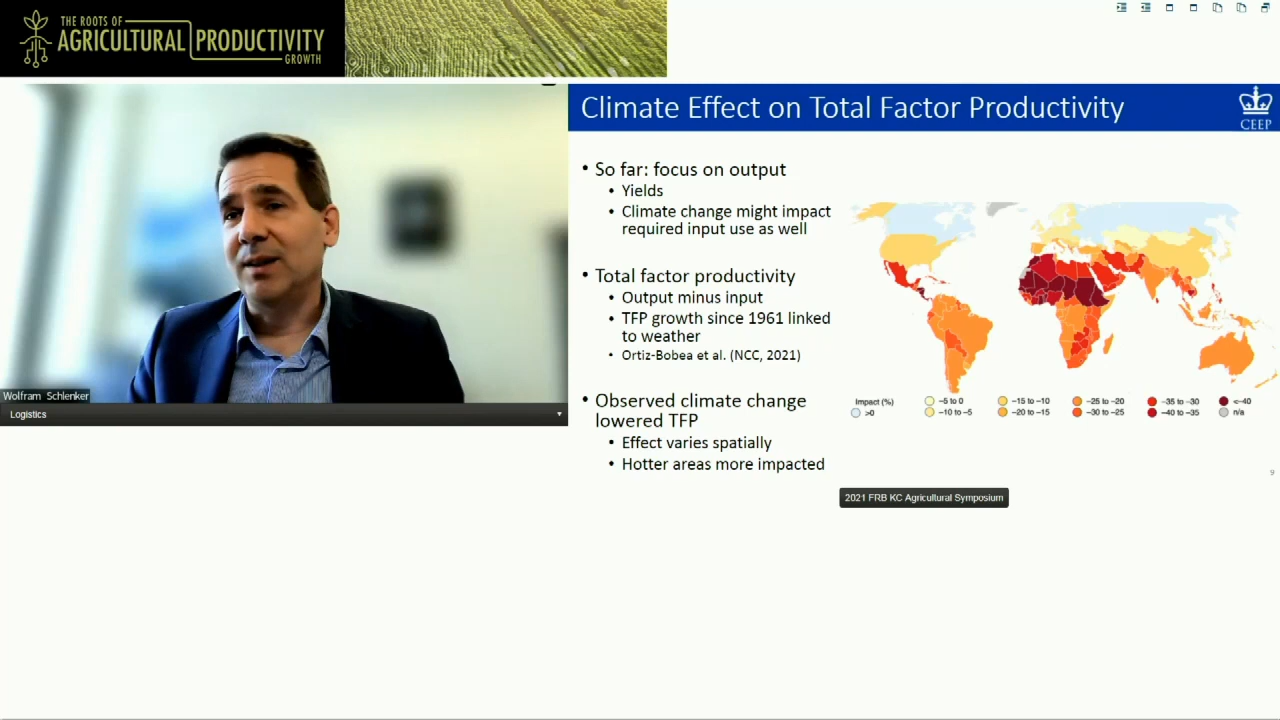 THE ROOTS OF
AGRICULTURAL PRODUCTIVITY
GROWTH
Climate Effect on Total Factor Productivity
CEEP
• So far: focus on output
• Yields
• Climate change might impact
required input use as well
• Total factor productivity
• Output minus input
• TFP growth since 1961 linked
to weather
• Ortiz-Bobea et al. (NCC, 2021)
• Observed climate change
lowered TFP
• Effect varies spatially
• Hotter areas more impacted
Impact (%)
>0
−5 to 0
−10 to −5
−15 to −10
−20 to −15
−25 to −20
−30 to −25
−35 to −30
−40 to −35
<−40
n/a
9
Wolfram Schlenker
Logistics
2021 FRB KC Agricultural Symposium